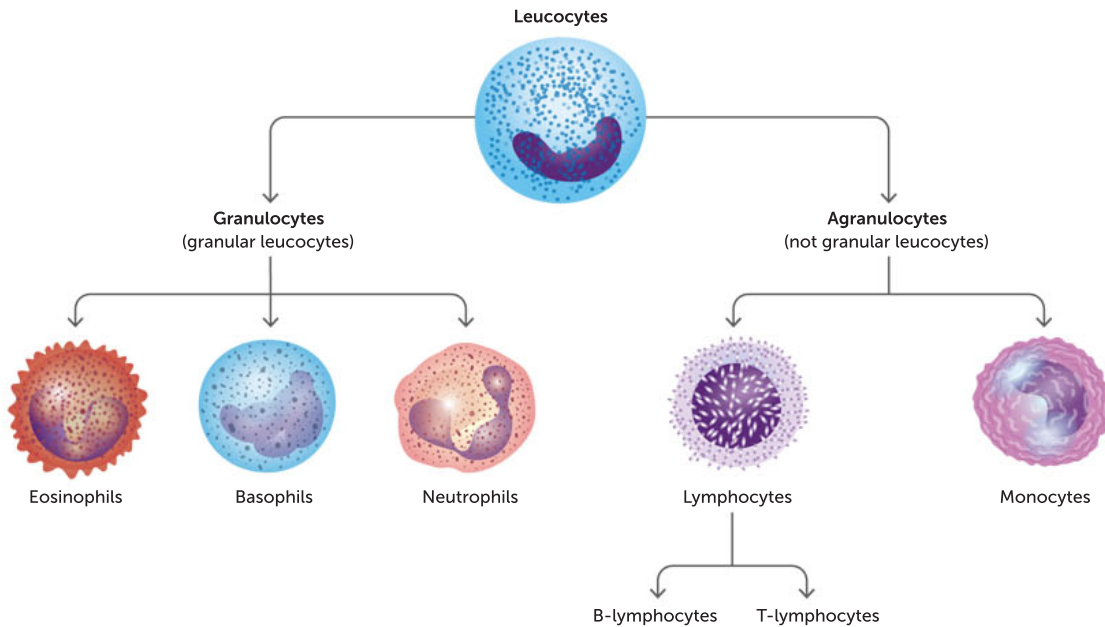 Leucocytes
Granulocytes
(granular leucocytes)
Agranulocytes
(not granular leucocytes)
Eosinophils
Basophils
Neutrophils
Lymphocytes
Monocytes
B-lymphocytes
T-lymphocytes